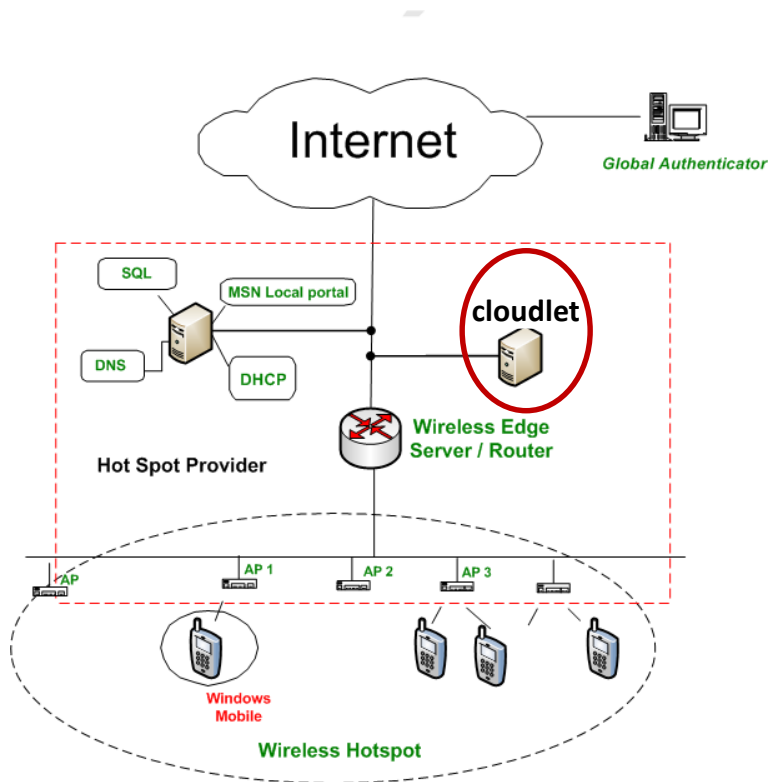 Internet
Global Authenticator
SQL
MSN Local portal
cloudlet
DNS
DHCP
Wireless Edge
Server / Router
Hot Spot Provider
AP
AP 1
AP 2
AP 3
Windows
Mobile
Wireless Hotspot